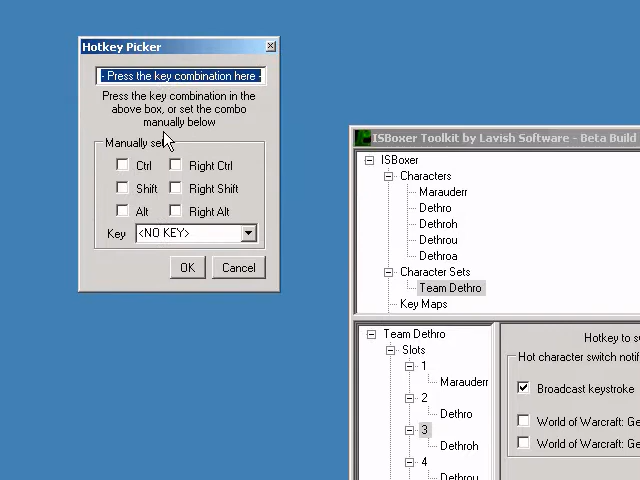 Hotkey Picker
- Press the key combination here -
Press the key combination in the
above box, or set the combo
manually below
Manually se
Ctrl
Right Ctrl
Shift
Right Shift
Alt
Right Alt
Key
<NO KEY>
OK
Cancel
ISBoxer Toolkit by Lavish Software - Beta Build
ISBoxer
Characters
Marauderr
Dethro
Dethroh
Dethrou
Dethroa
Character Sets
Team Dethro
Key Maps
Team Dethro
Slots
1
Marauderr
2
Dethro
3
Dethroh
4
Dethrou
Hotkey to s
Hot character switch notif
Broadcast keystroke
World of Warcraft: Ge
World of Warcraft: Ge